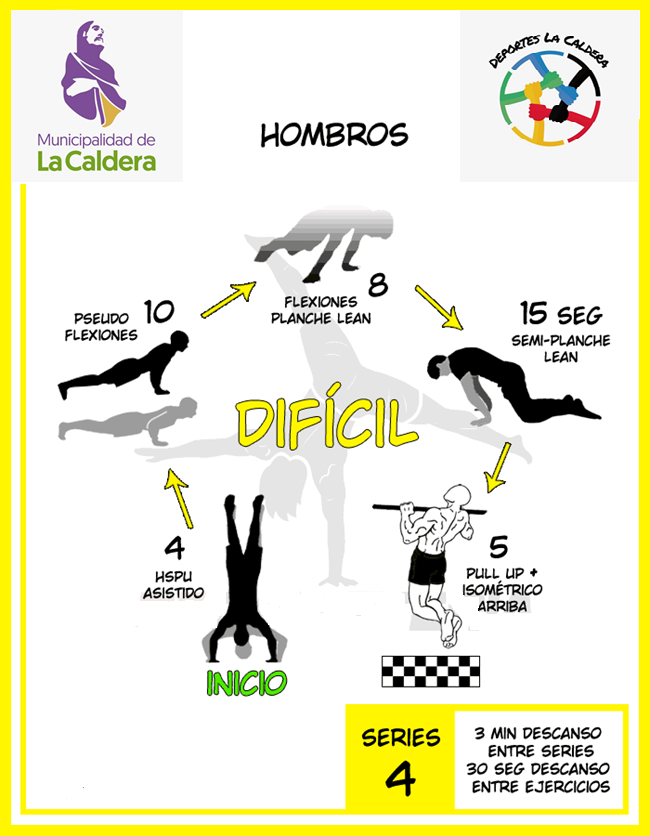 Municipalidad de
La Caldera
DEPORTES LA CALDERA
HOMBROS
8
FLEXIONES
PLANCHE LEAN
10
PSEUDO
FLEXIONES
15 SEG
SEMI-PLANCHE
LEAN
DIFÍCIL
4
HSPU
ASISTIDO
5
PULL UP +
ISOMÉTRICO
ARRIBA
INICIO
SERIES
4
3 MIN DESCANSO
ENTRE SERIES
30 SEG DESCANSO
ENTRE EJERCICIOS